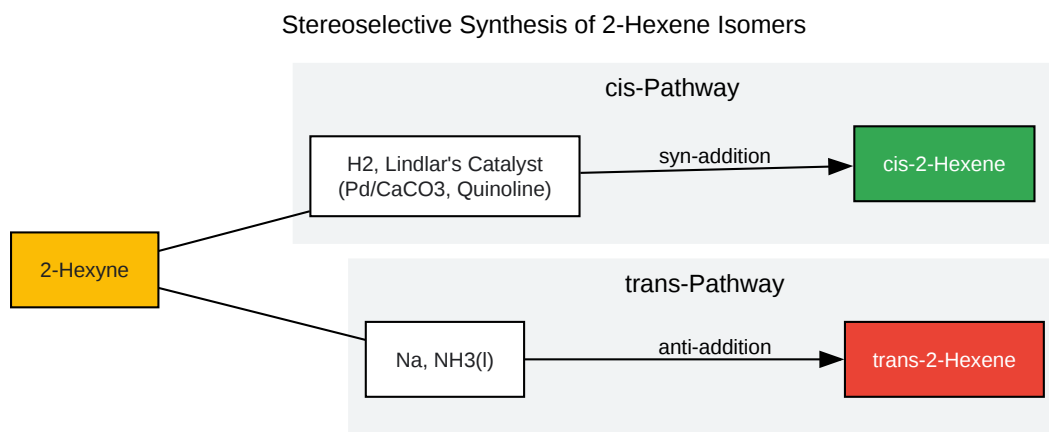 Stereoselective Synthesis of 2-Hexene Isomers
cis-Pathway
H2, Lindlar's Catalyst
(Pd/CaCO3, Quinoline)
syn-addition
cis-2-Hexene
2-Hexyne
trans-Pathway
Na, NH3(l)
anti-addition
trans-2-Hexene